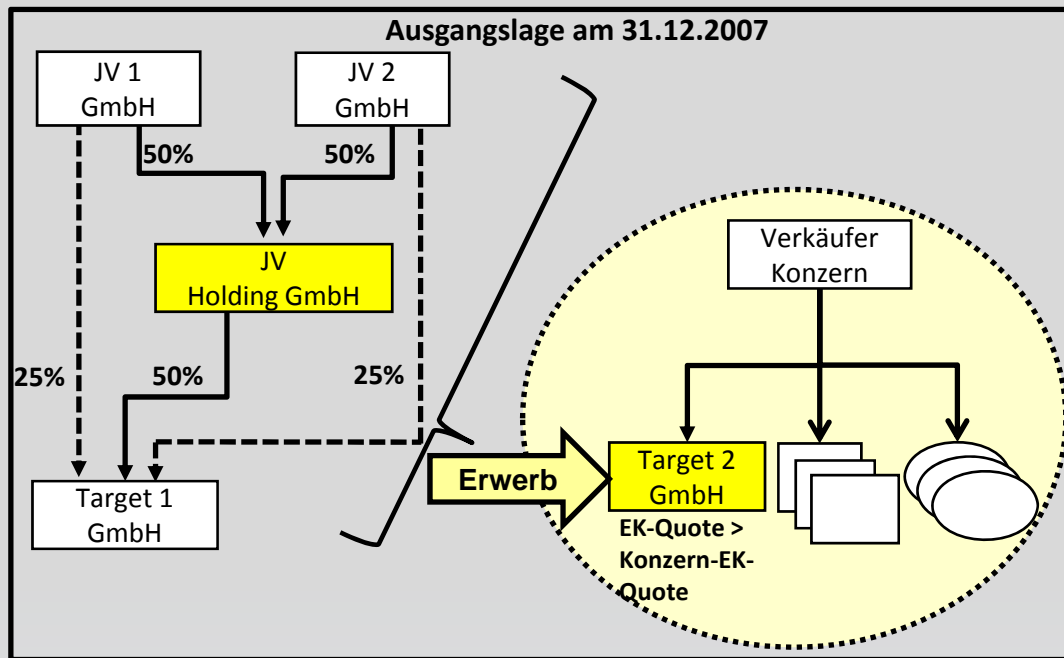 Ausgangslage am 31.12.2007
JV 1
GmbH
JV 2
GmbH
50%
50%
JV
Holding GmbH
25%
50%
25%
Target 1
GmbH
Verkäufer
Konzern
Erwerb
Target 2
GmbH
EK-Quote >
Konzern-EK-
Quote